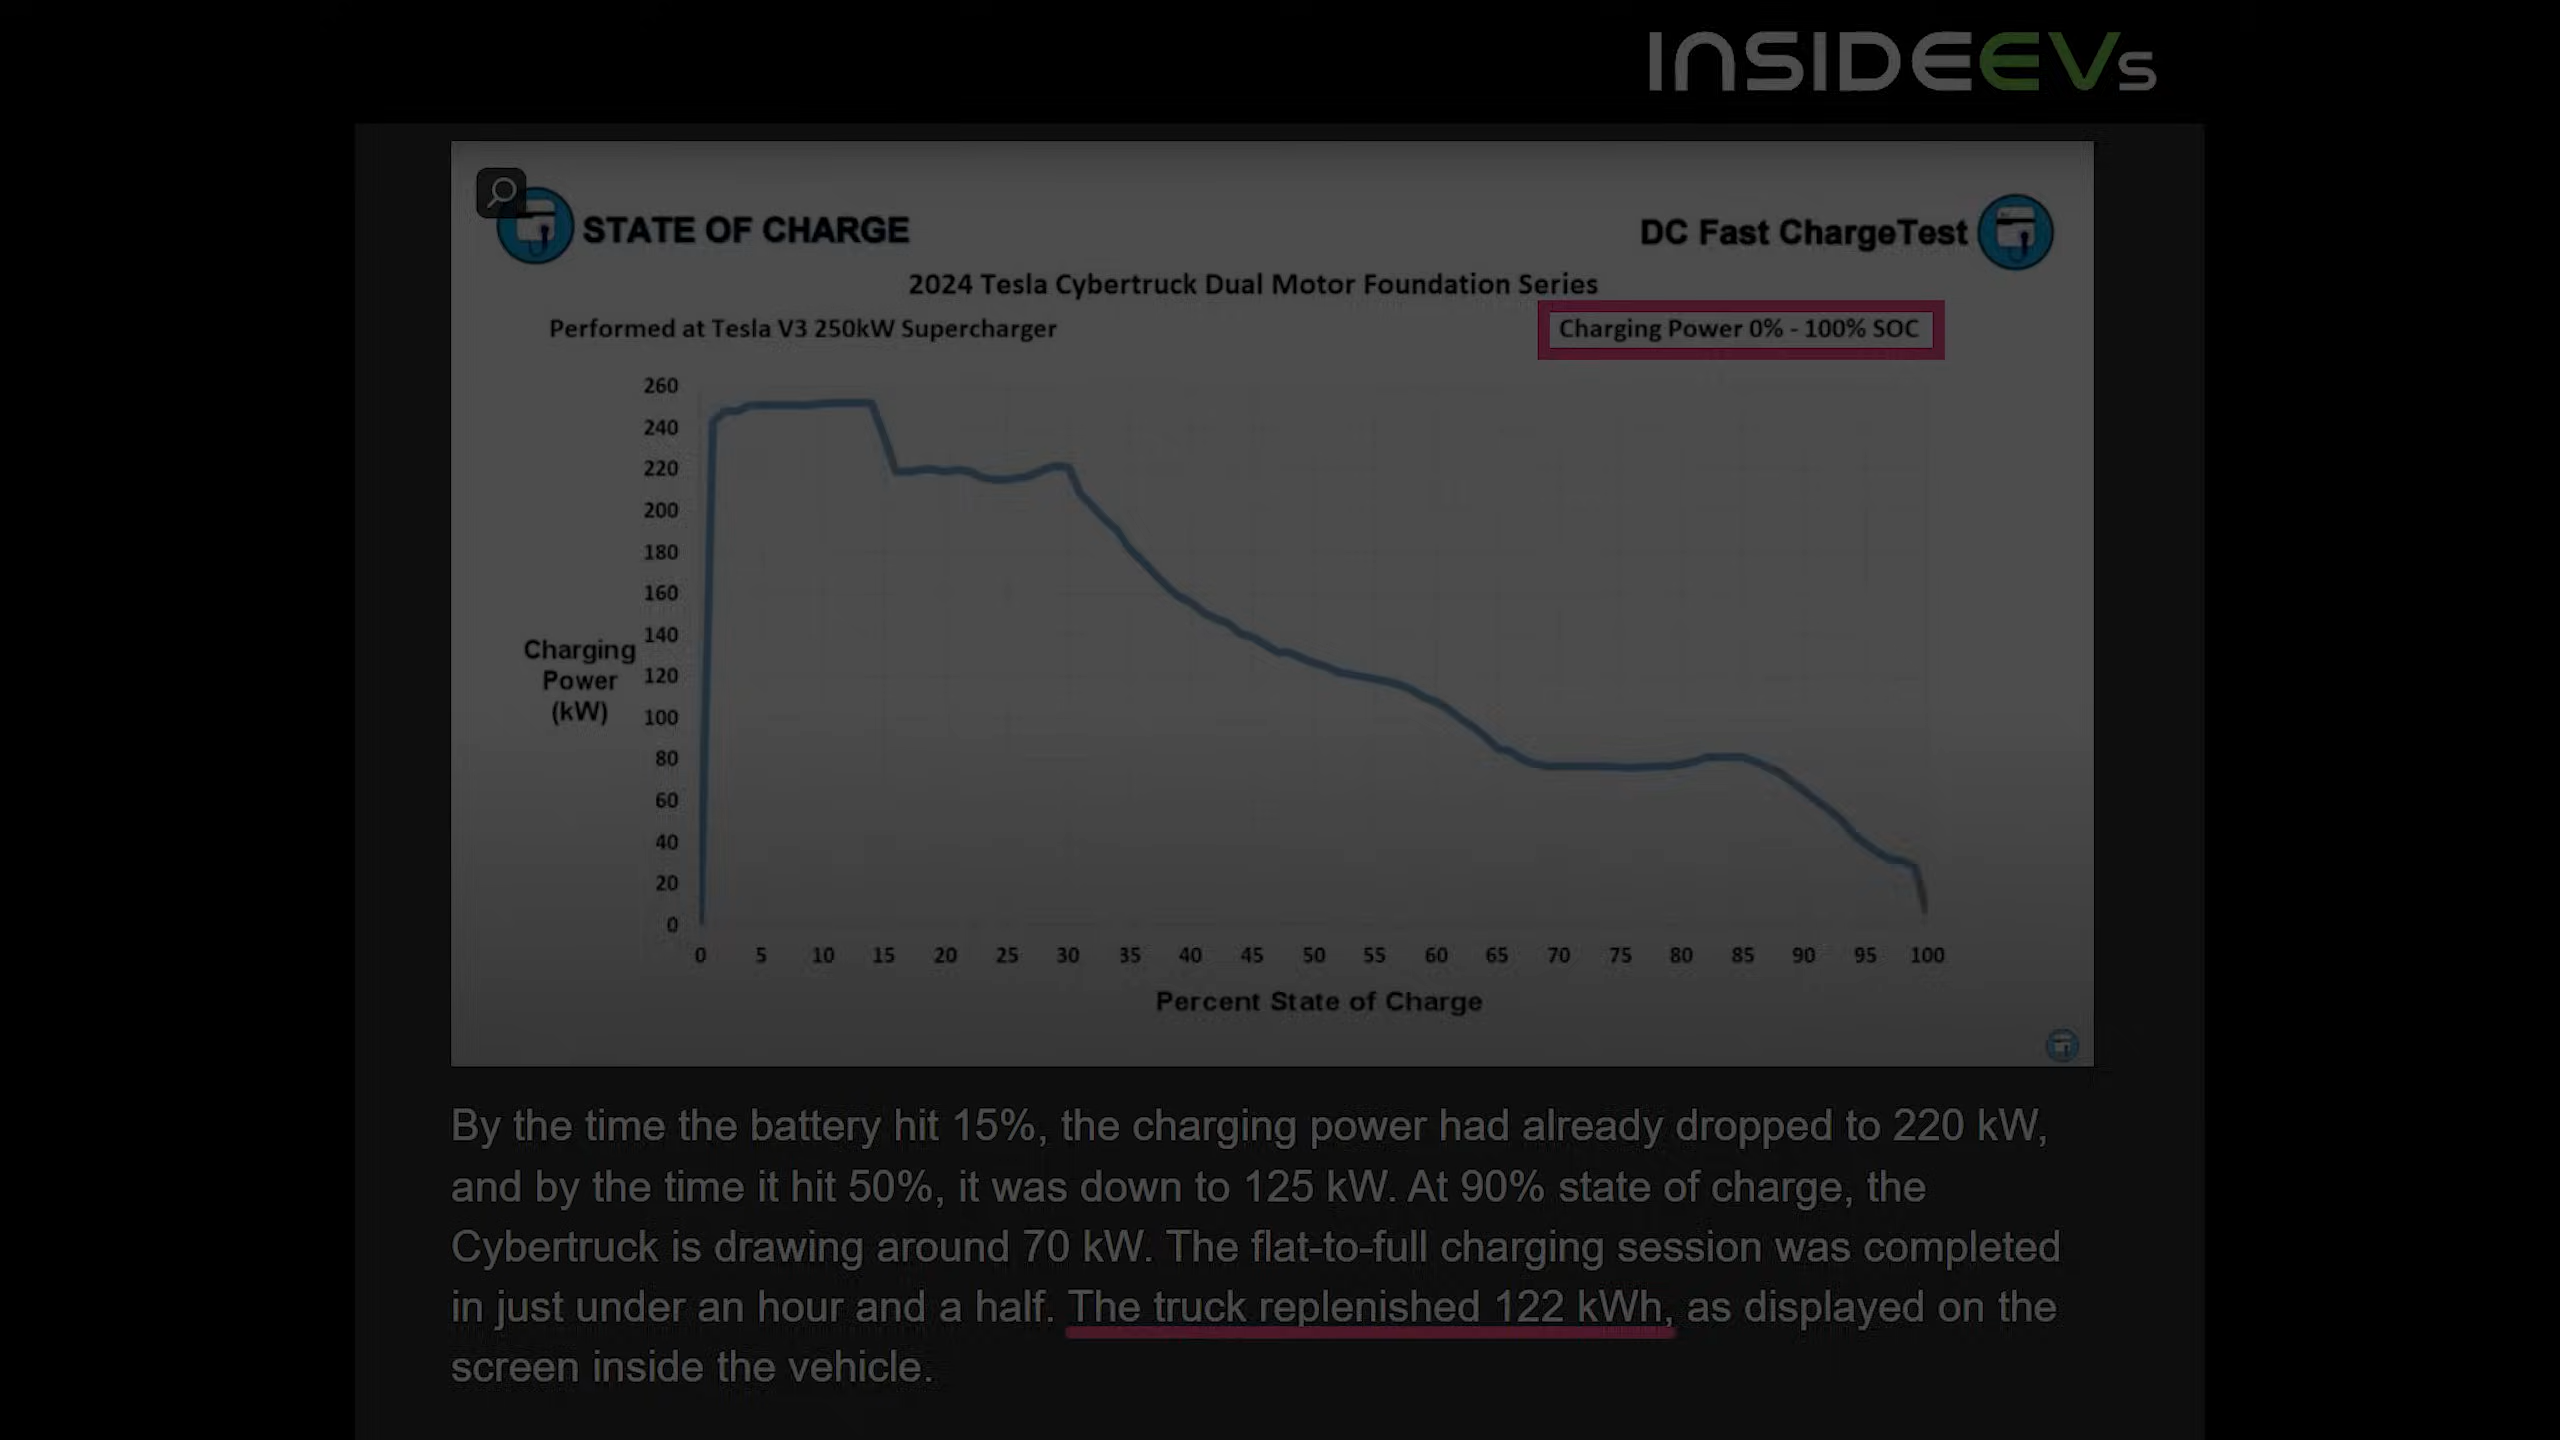 INSIDEEVs
STATE OF CHARGE
DC Fast ChargeTest
2024 Tesla Cybertruck Dual Motor Foundation Series
Performed at Tesla V3 250kW Supercharger
Charging Power 0% - 100% SOC
260
240
220
200
180
160
140
120
100
80
60
40
20
0
Charging
Power
(kW)
0 5 10 15 20 25 30 35 40 45 50 55 60 65 70 75 80 85 90 95 100
Percent State of Charge
By the time the battery hit 15%, the charging power had already dropped to 220 kW,
and by the time it hit 50%, it was down to 125 kW. At 90% state of charge, the
Cybertruck is drawing around 70 kW. The flat-to-full charging session was completed
in just under an hour and a half. The truck replenished 122 kWh, as displayed on the
screen inside the vehicle.